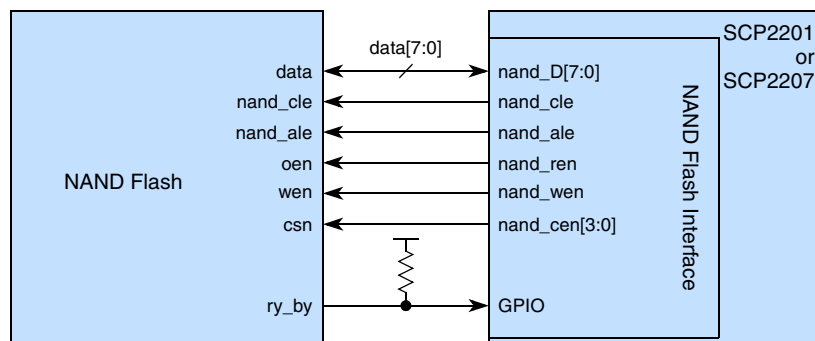 SCP2201
or
SCP2207
data[7:0]
data
nand_D[7:0]
nand_cle
nand_cle
nand_ale
nand_ale
oen
nand_ren
wen
nand_wen
csn
nand_cen[3:0]
ry_by
GPIO
NAND Flash
NAND Flash Interface